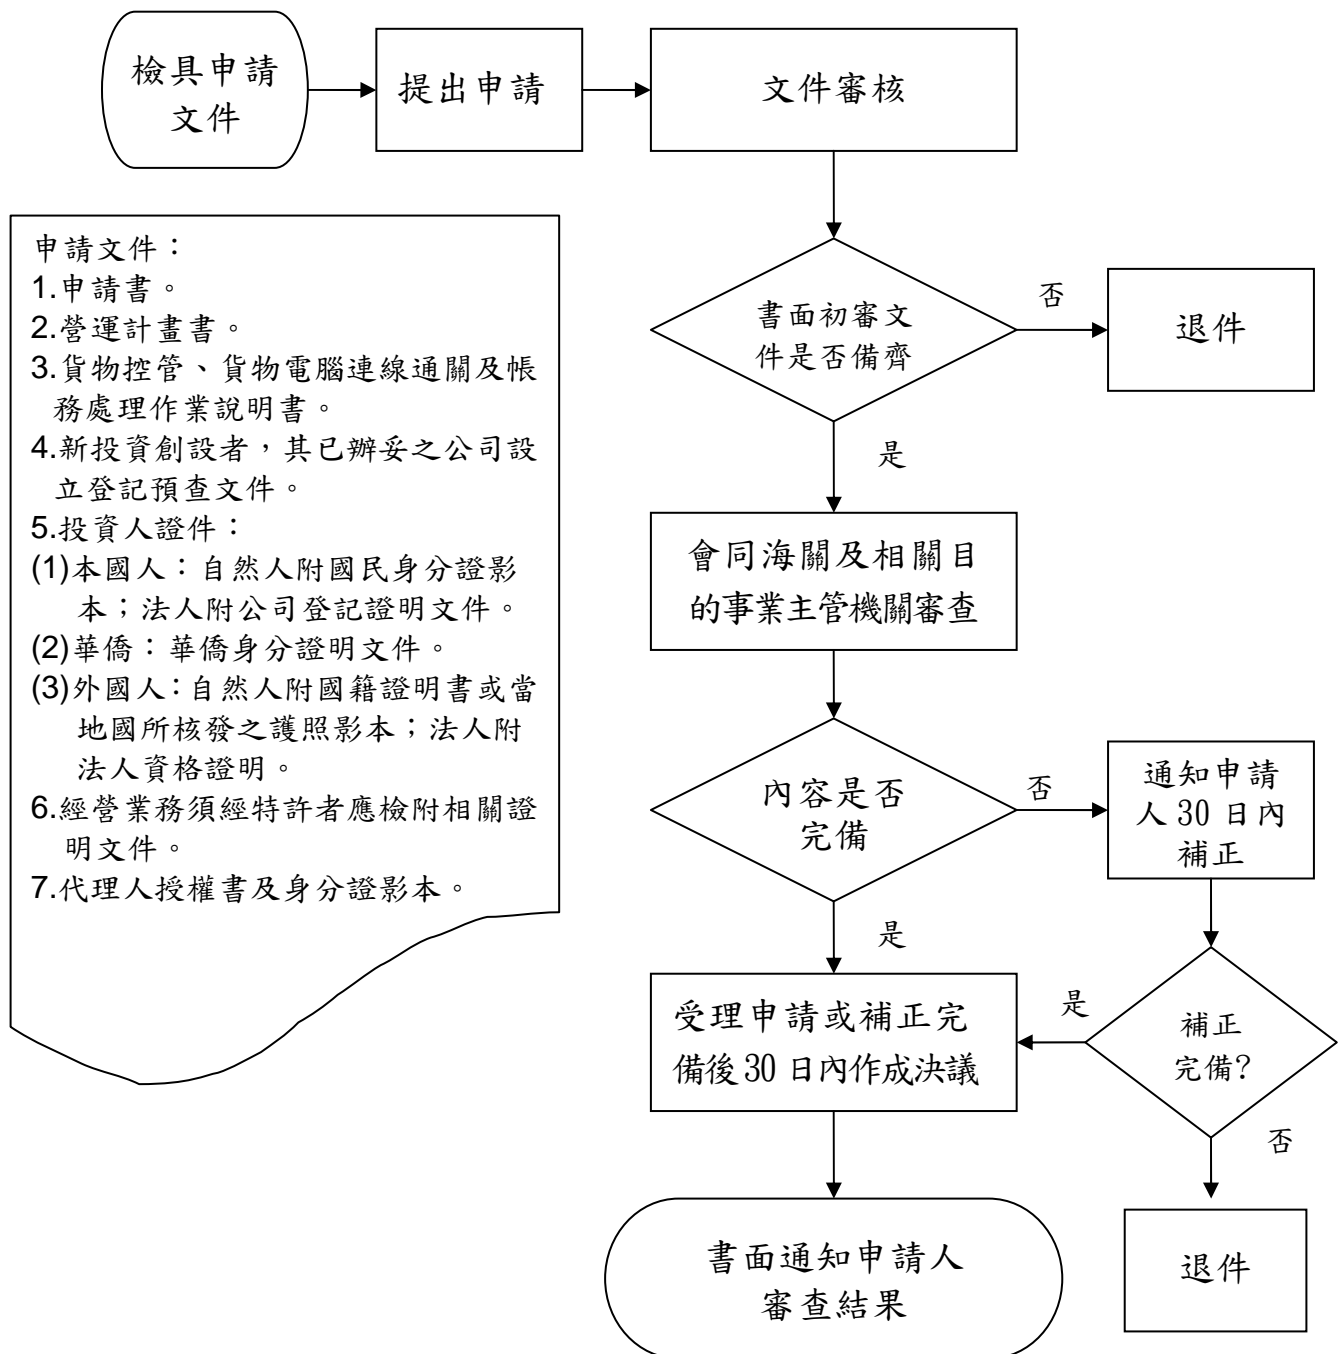 檢具申請
文件
提出申請
文件審核
申請文件：
1.申請書。
2.營運計畫書。
3.貨物控管、貨物電腦連線通關及帳
務處理作業說明書。
4.新投資創設者，其已辦妥之公司設
立登記預查文件。
5.投資人證件：
(1)本國人：自然人附國民身分證影
本；法人附公司登記證明文件。
(2)華僑：華僑身分證明文件。
(3)外國人：自然人附國籍證明書或當
地國所核發之護照影本；法人附
法人資格證明。
6.經營業務須經特許者應檢附相關證
明文件。
7.代理人授權書及身分證影本。
書面初審文
件是否備齊
否
退件
是
會同海關及相關目
的事業主管機關審查
內容是否
完備
否
通知申請
人 30 日內
補正
是
受理申請或補正完
備後 30 日內作成決議
是
補正
完備?
否
退件
書面通知申請人
審查結果